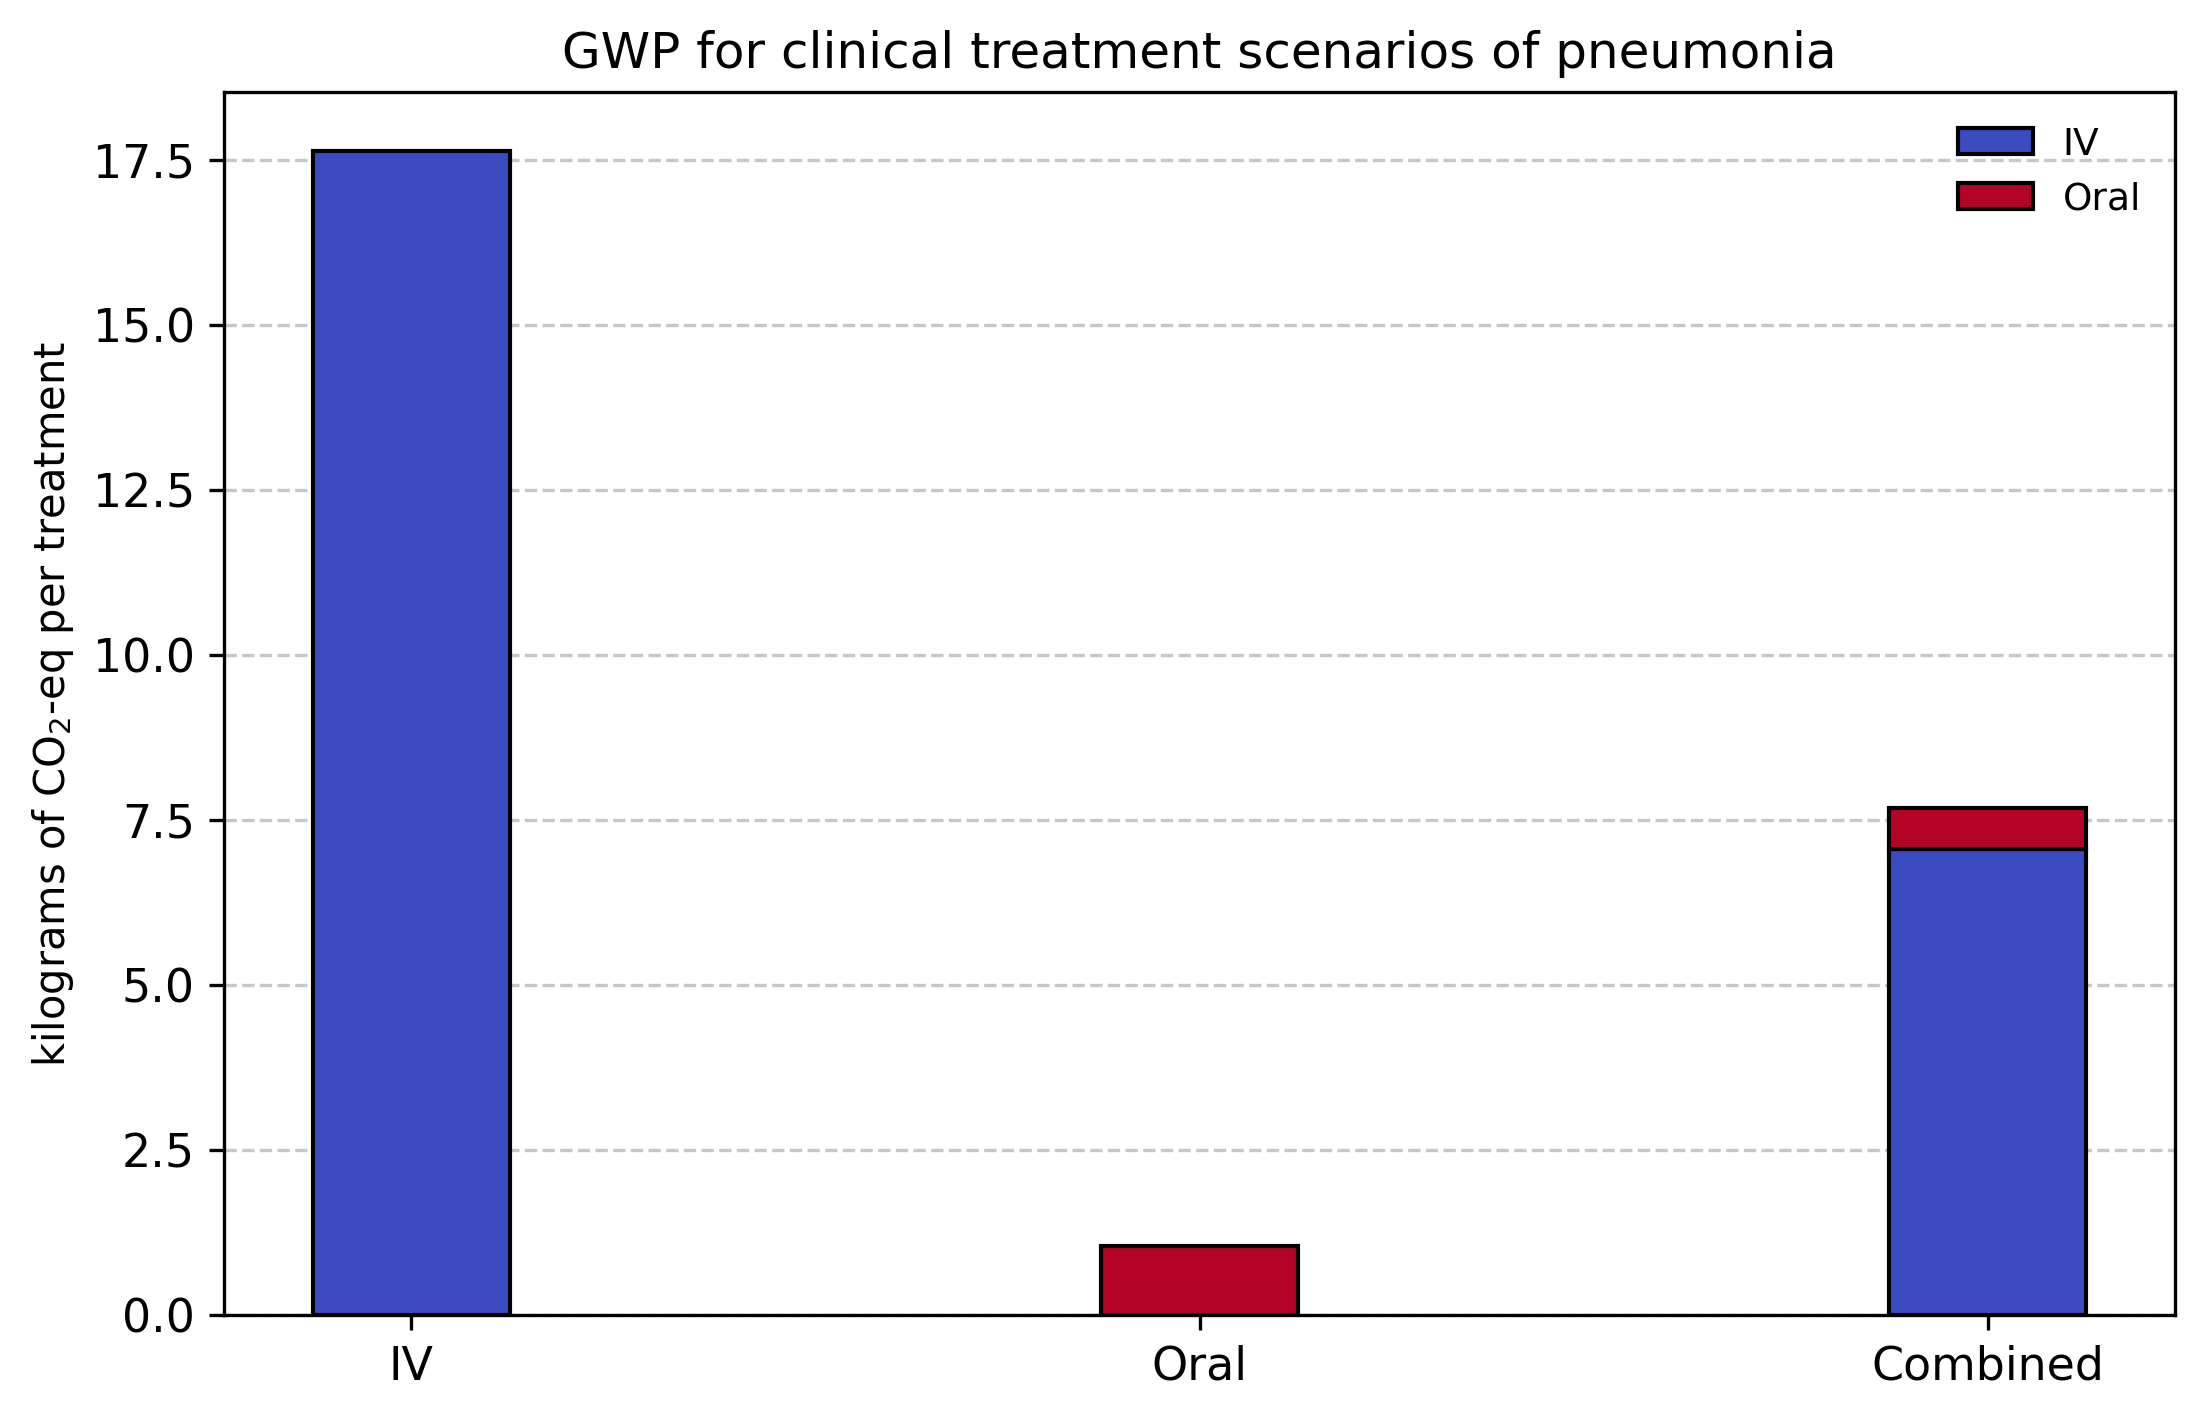 GWP for clinical treatment scenarios of pneumonia
IV
Oral
kilograms of CO₂-eq per treatment
17.5
15.0
12.5
10.0
7.5
5.0
2.5
0.0
IV
Oral
Combined